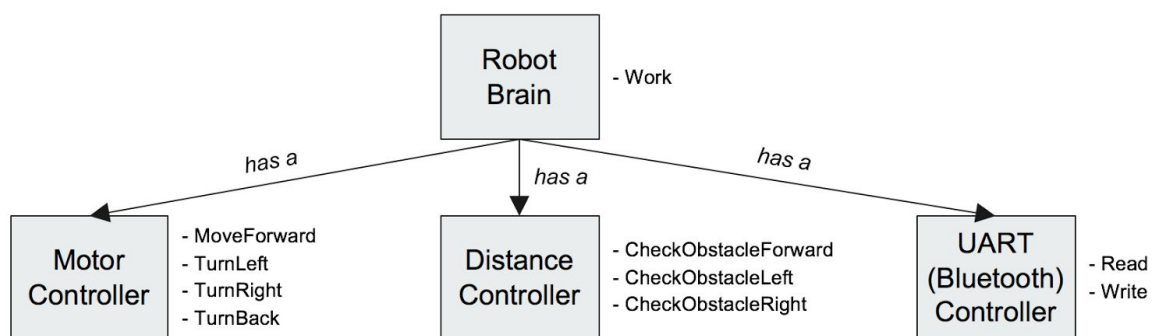 Robot
Brain
- Work
has a
has a
has a
Motor
Controller
- MoveForward
- TurnLeft
- TurnRight
- TurnBack
Distance
Controller
- CheckObstacleForward
- CheckObstacleLeft
- CheckObstacleRight
UART
(Bluetooth)
Controller
- Read
- Write